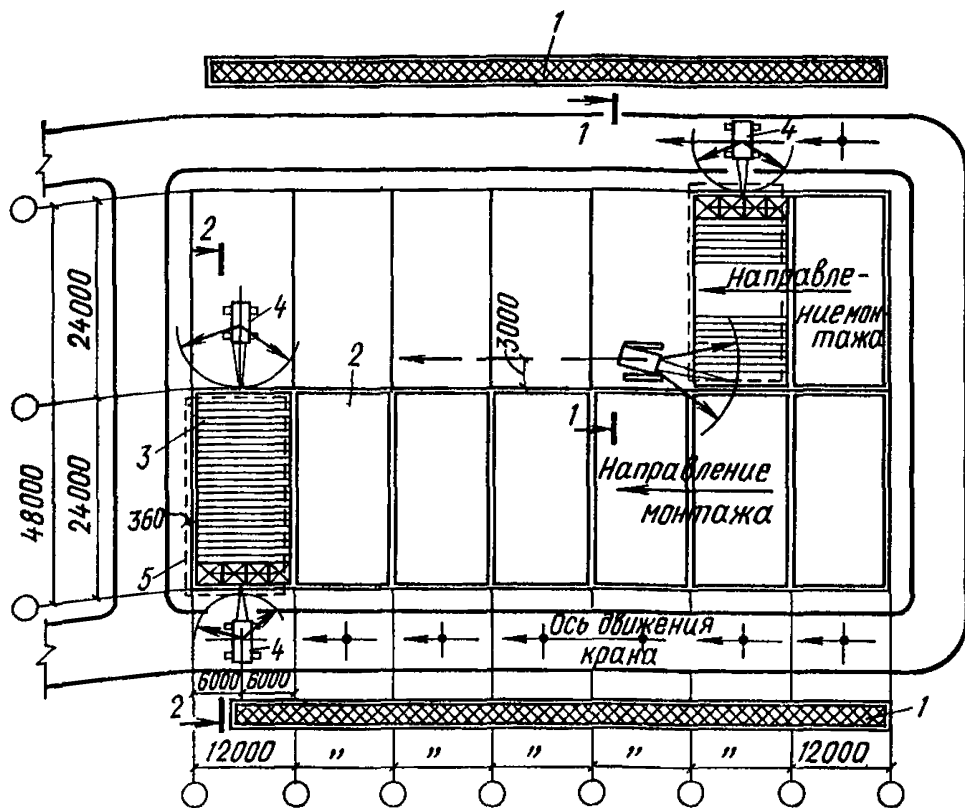 1
1
4
2
4
24000
3000
Направле-
ние мон-
тажа
2
3
1
48000
24000
Направление
монтажа
360
5
Ось движения
крана
4
6000 6000
2
1
12000 " " " " " 12000